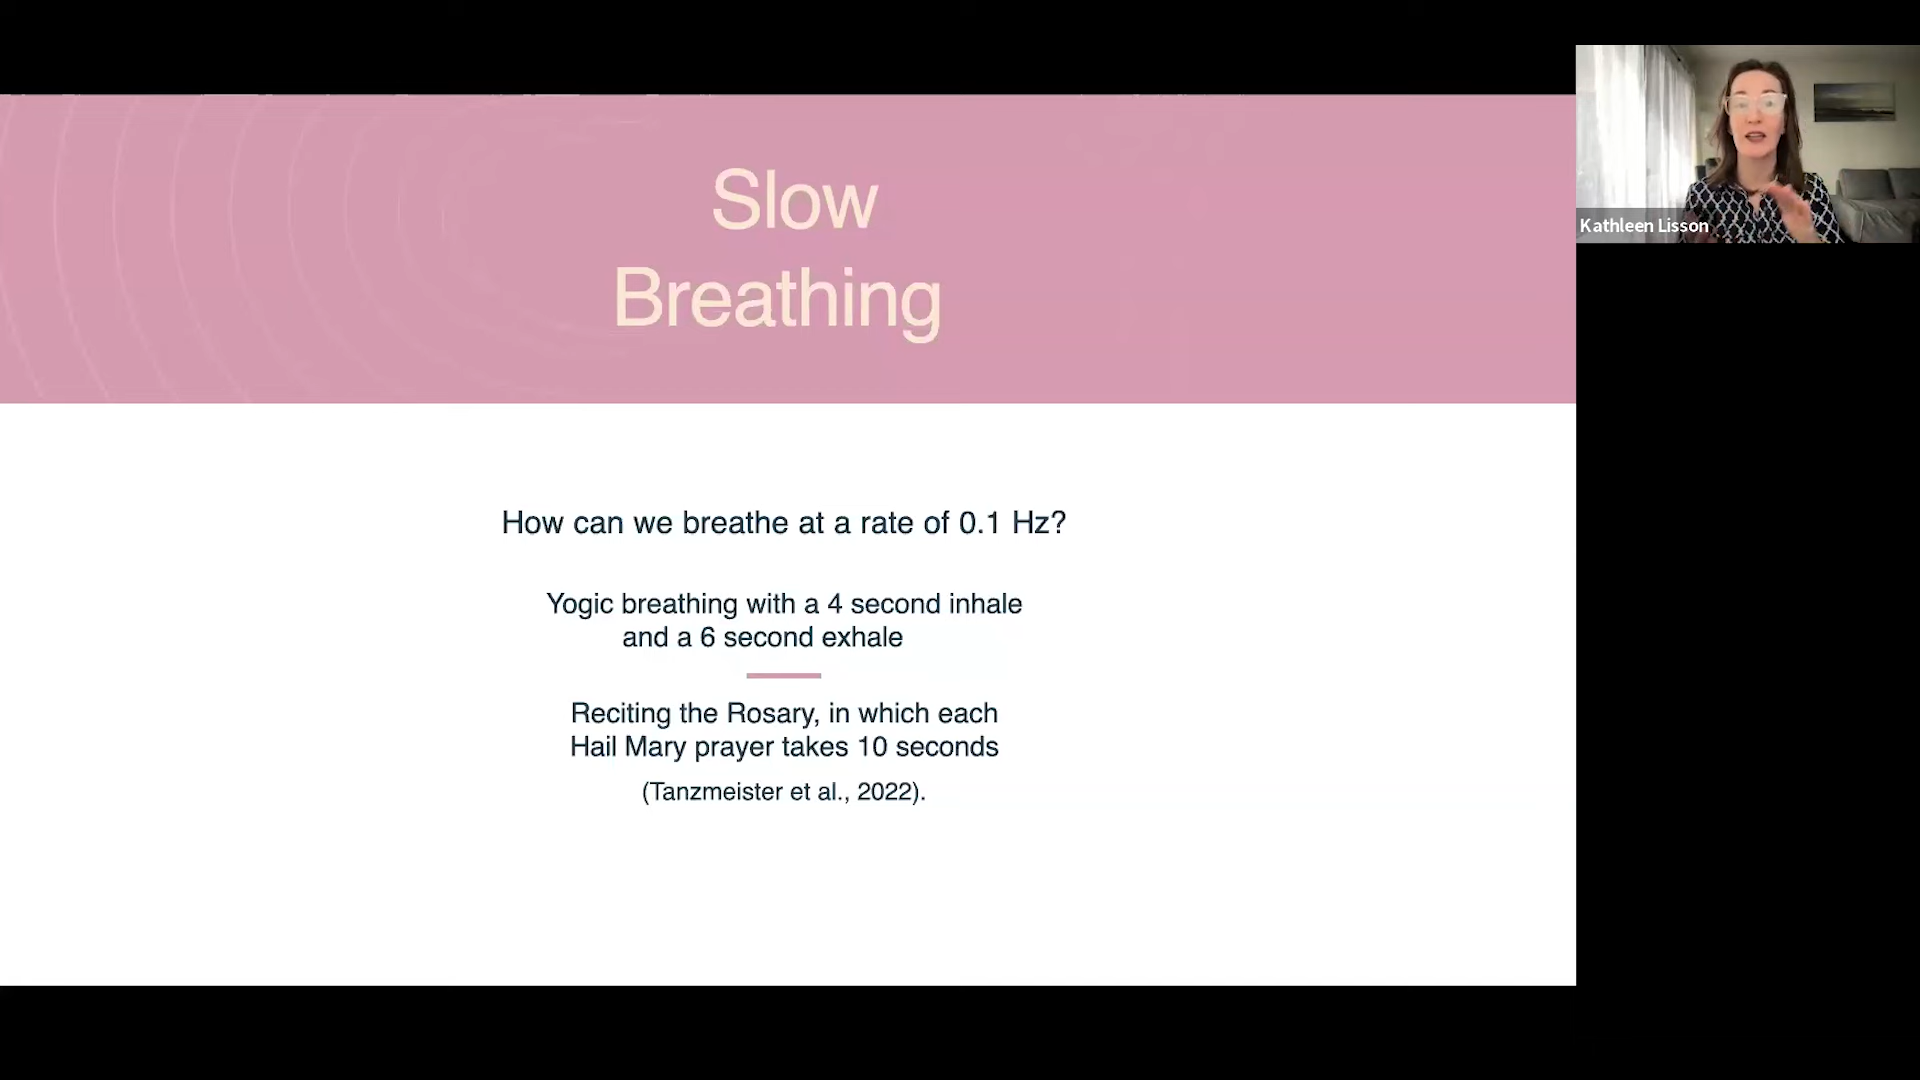 Slow
Breathing
How can we breathe at a rate of 0.1 Hz?
Yogic breathing with a 4 second inhale
and a 6 second exhale
Reciting the Rosary, in which each
Hail Mary prayer takes 10 seconds
(Tanzmeister et al., 2022).
Kathleen Lisson